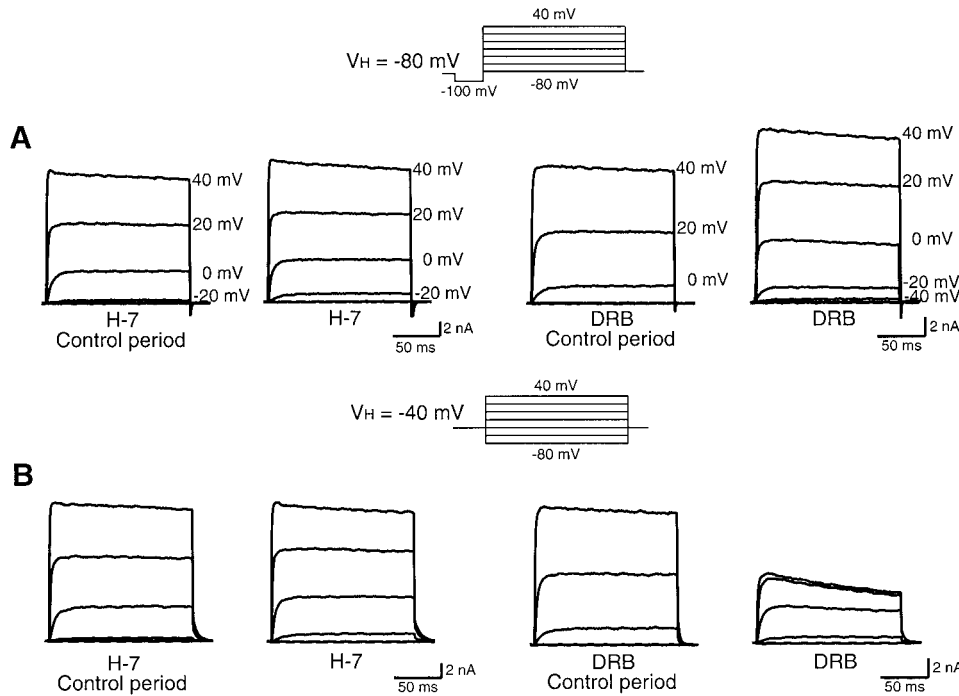 40 mV
VH = -80 mV
-100 mV
-80 mV
A
40 mV
20 mV
0 mV
-20 mV
H-7
Control period
40 mV
20 mV
0 mV
-20 mV
H-7
2 nA
50 ms
40 mV
20 mV
0 mV
DRB
Control period
40 mV
20 mV
0 mV
-20 mV
-40 mV
DRB
2 nA
50 ms
40 mV
VH = -40 mV
-80 mV
B
H-7
Control period
H-7
2 nA
50 ms
DRB
Control period
DRB
2 nA
50 ms